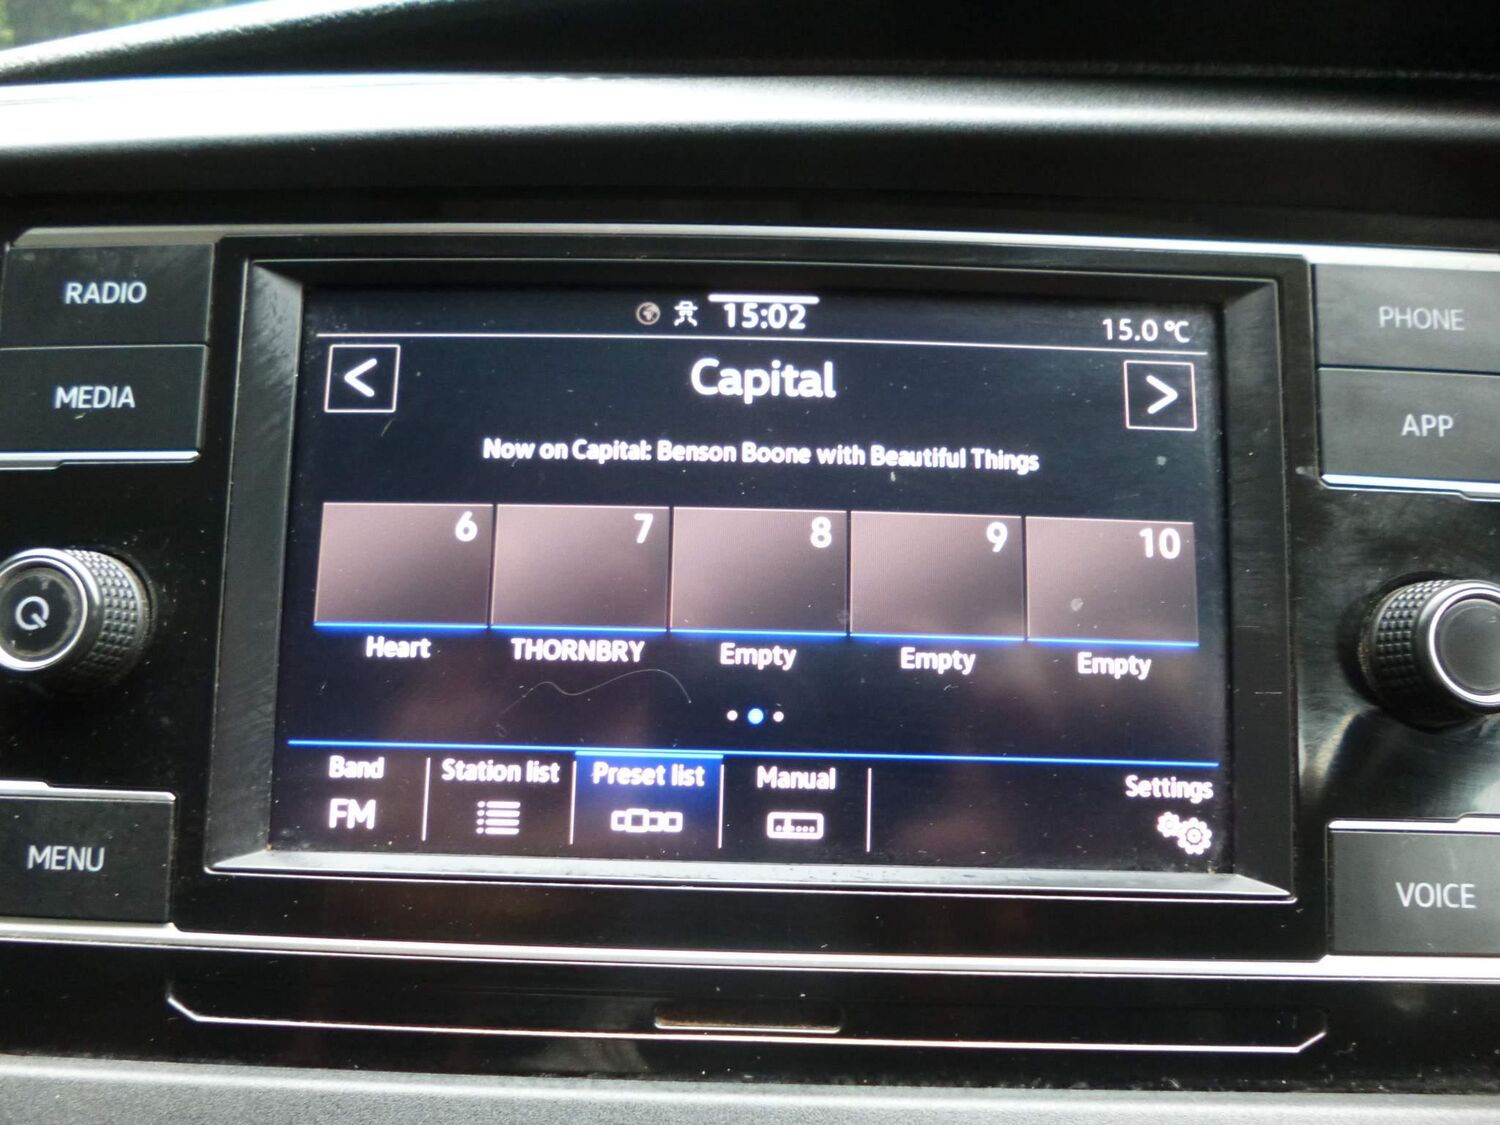 RADIO
MEDIA
MENU
15:02
15.0 °C
<
Capital
>
Now on Capital: Benson Boone with Beautiful Things
6 7 8 9 10
Heart THORNBRY Empty Empty Empty
Band Station list Preset list Manual Settings
FM
PHONE
APP
VOICE